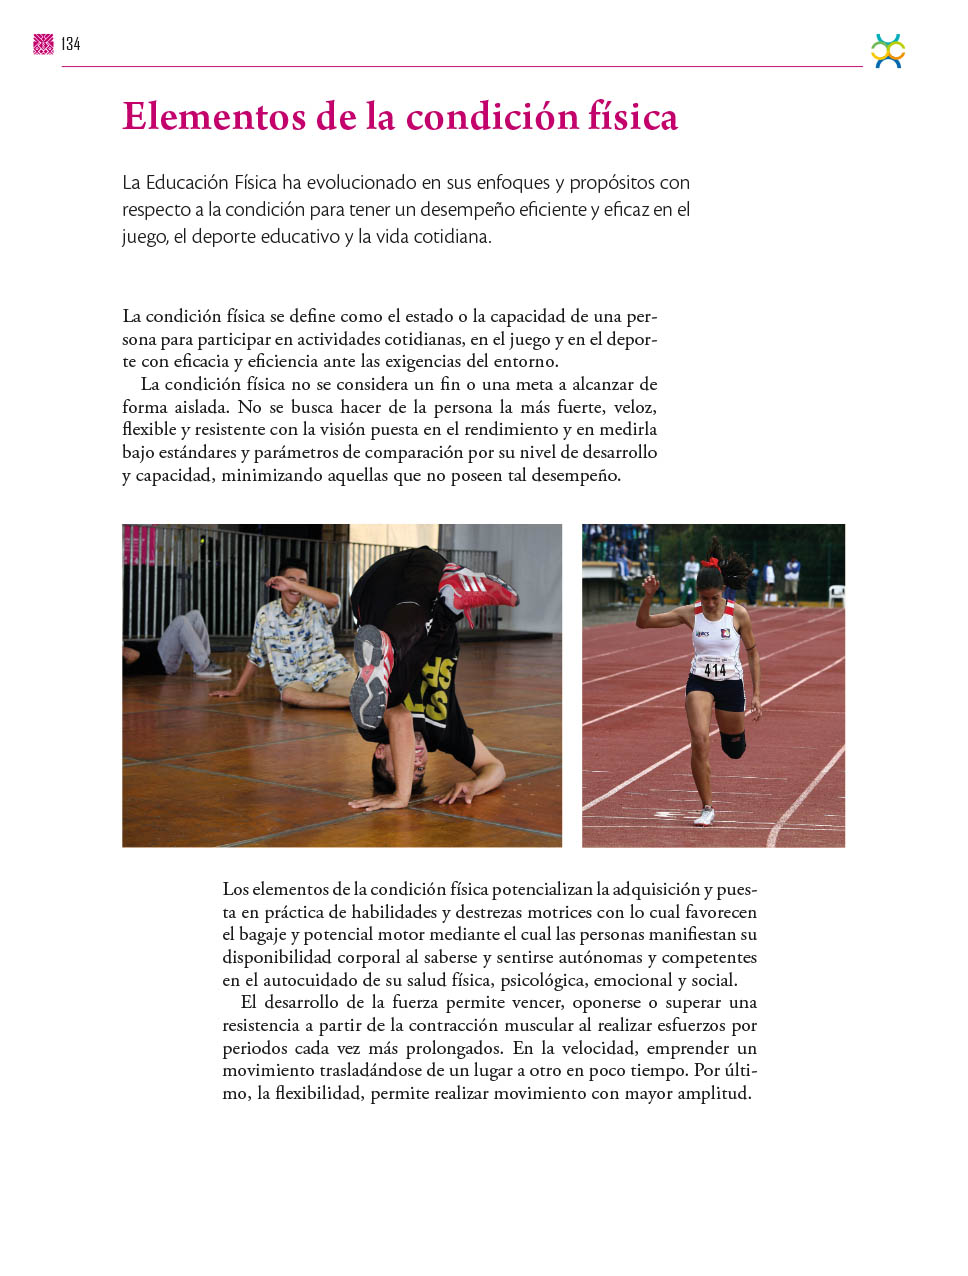 134
Elementos de la condición física
La Educación Física ha evolucionado en sus enfoques y propósitos con
respecto a la condición para tener un desempeño eficiente y eficaz en el
juego, el deporte educativo y la vida cotidiana.
La condición física se define como el estado o la capacidad de una per-
sona para participar en actividades cotidianas, en el juego y en el depor-
te con eficacia y eficiencia ante las exigencias del entorno.
La condición física no se considera un fin o una meta a alcanzar de
forma aislada. No se busca hacer de la persona la más fuerte, veloz,
flexible y resistente con la visión puesta en el rendimiento y en medirla
bajo estándares y parámetros de comparación por su nivel de desarrollo
y capacidad, minimizando aquellas que no poseen tal desempeño.
414
Los elementos de la condición física potencializan la adquisición y pues-
ta en práctica de habilidades y destrezas motrices con lo cual favorecen
el bagaje y potencial motor mediante el cual las personas manifiestan su
disponibilidad corporal al saberse y sentirse autónomas y competentes
en el autocuidado de su salud física, psicológica, emocional y social.
El desarrollo de la fuerza permite vencer, oponerse o superar una
resistencia a partir de la contracción muscular al realizar esfuerzos por
periodos cada vez más prolongados. En la velocidad, emprender un
movimiento trasladándose de un lugar a otro en poco tiempo. Por últi-
mo, la flexibilidad, permite realizar movimiento con mayor amplitud.